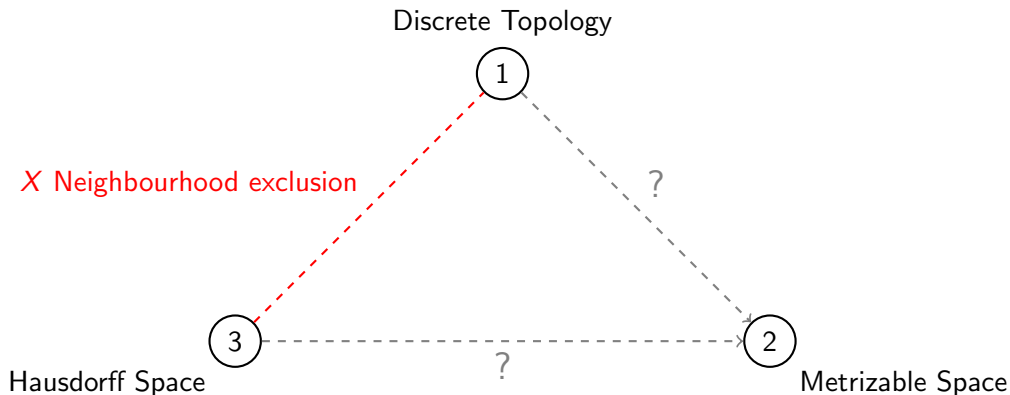 Discrete Topology
1
X Neighbourhood exclusion
?
3
2
?
Hausdorff Space
Metrizable Space